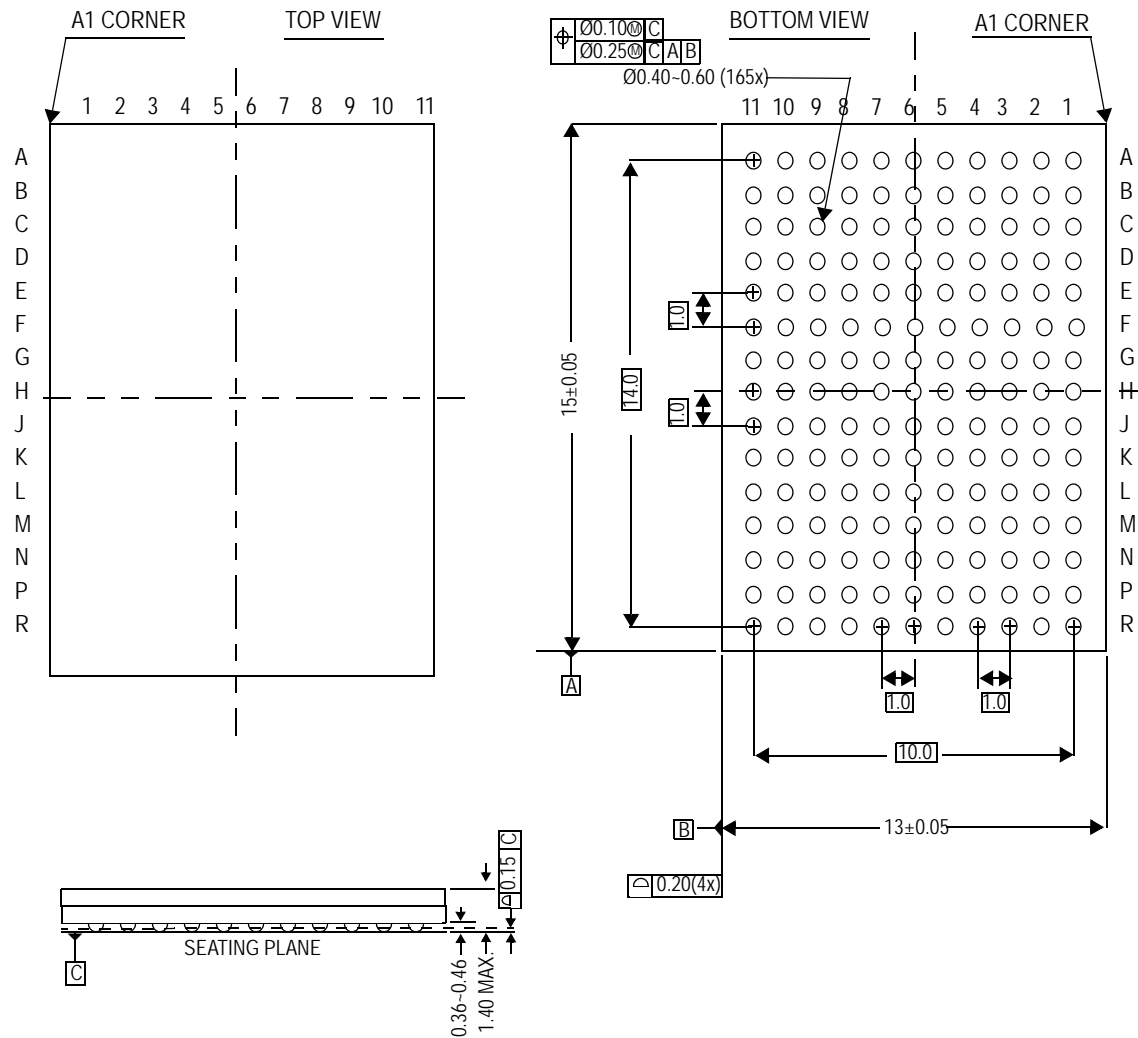 A1 CORNER
TOP VIEW
1 2 3 4 5 6 7 8 9 10 11
A
B
C
D
E
F
G
H
J
K
L
M
N
P
R
Ø0.10Ⓜ C
Ø0.25Ⓜ C A B
Ø0.40~0.60 (165x)
BOTTOM VIEW
A1 CORNER
11 10 9 8 7 6 5 4 3 2 1
A
B
C
D
E
F
G
H
J
K
L
M
N
P
R
15±0.05
14.0
1.0
1.0
A
1.0
1.0
10.0
B
13±0.05
0.20(4x)
0.15 C
SEATING PLANE
C
0.36~0.46
1.40 MAX.